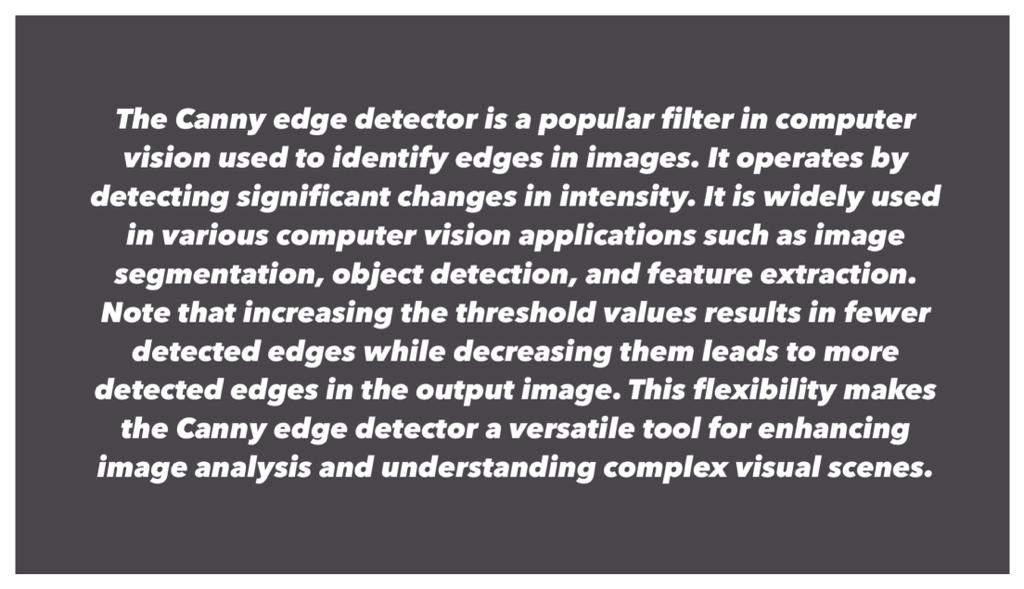 The Canny edge detector is a popular filter in computer
vision used to identify edges in images. It operates by
detecting significant changes in intensity. It is widely used
in various computer vision applications such as image
segmentation, object detection, and feature extraction.
Note that increasing the threshold values results in fewer
detected edges while decreasing them leads to more
detected edges in the output image. This flexibility makes
the Canny edge detector a versatile tool for enhancing
image analysis and understanding complex visual scenes.